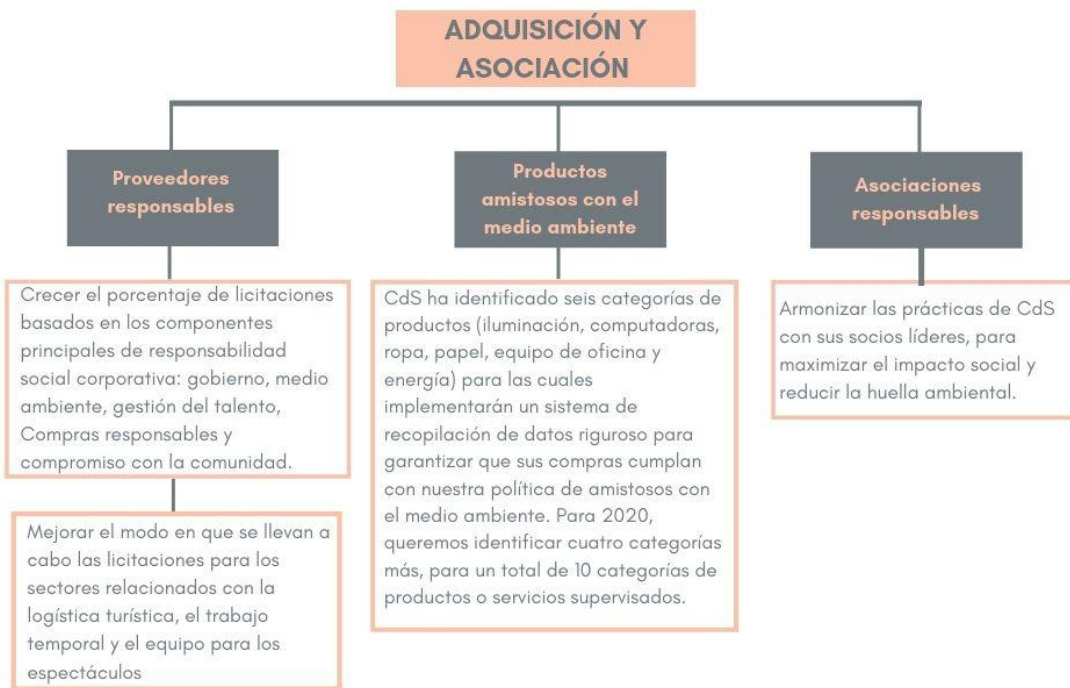 ADQUISICIÓN Y
ASOCIACIÓN
Proveedores
responsables
Crecer el porcentaje de licitaciones
basados en los componentes
principales de responsabilidad
social corporativa: gobierno, medio
ambiente, gestión del talento,
Compras responsables y
compromiso con la comunidad.
Mejorar el modo en que se llevan a
cabo las licitaciones para los
sectores relacionados con la
logística turística, el trabajo
temporal y el equipo para los
espectáculos
Productos
amistosos con el
medio ambiente
CdS ha identificado seis categorías de
productos (iluminación, computadoras,
ropa, papel, equipo de oficina y
energía) para las cuales
implementarán un sistema de
recopilación de datos riguroso para
garantizar que sus compras cumplan
con nuestra política de amistosos con
el medio ambiente. Para 2020,
queremos identificar cuatro categorías
más, para un total de 10 categorías de
productos o servicios supervisados.
Asociaciones
responsables
Armonizar las prácticas de CdS
con sus socios líderes, para
maximizar el impacto social y
reducir la huella ambiental.